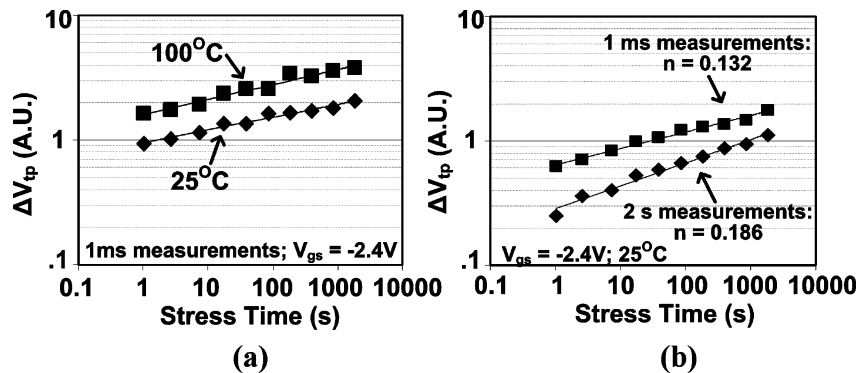 10
1
.1
ΔVtp (A.U.)
100°C
25°C
1ms measurements; Vgs = -2.4V
0.1 1 10 100 1000 10000
Stress Time (s)
(a)
10
1
.1
ΔVtp (A.U.)
1 ms measurements:
n = 0.132
2 s measurements:
n = 0.186
Vgs = -2.4V; 25°C
0.1 1 10 100 1000 10000
Stress Time (s)
(b)